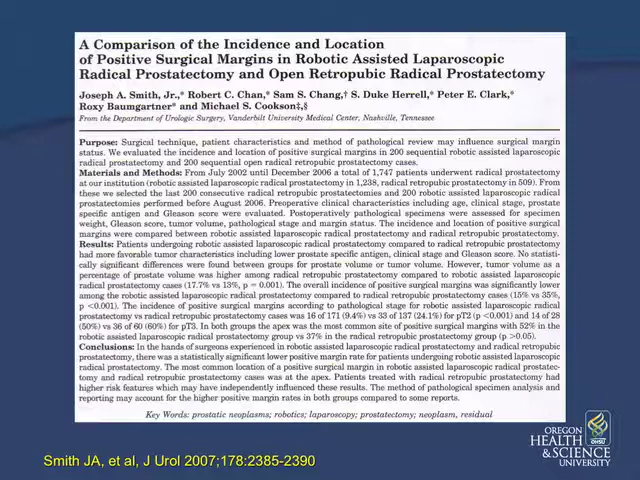 A Comparison of the Incidence and Location
of Positive Surgical Margins in Robotic Assisted Laparoscopic
Radical Prostatectomy and Open Retropubic Radical Prostatectomy
Joseph A. Smith, Jr.,* Robert C. Chan,* Sam S. Chang,† S. Duke Herrell,* Peter E. Clark,*
Roxy Baumgartner* and Michael S. Cookson‡,§
From the Department of Urologic Surgery, Vanderbilt University Medical Center, Nashville, Tennessee
Purpose: Surgical technique, patient characteristics and method of pathological review may influence surgical margin
status. We evaluated the incidence and location of positive surgical margins in 200 sequential robotic assisted laparoscopic
radical prostatectomy and 200 sequential open radical retropubic prostatectomy cases.
Materials and Methods: From July 2002 until December 2006 a total of 1,747 patients underwent radical prostatectomy
at our institution (robotic assisted laparoscopic radical prostatectomy in 1,238, radical retropubic prostatectomy in 509). From
these we selected the last 200 consecutive radical retropubic prostatectomies and 200 robotic assisted laparoscopic radical
prostatectomies performed before August 2006. Preoperative clinical characteristics including age, clinical stage, prostate
specific antigen and Gleason score were evaluated. Postoperatively pathological specimens were assessed for specimen
weight, Gleason score, tumor volume, pathological stage and margin status. The incidence and location of positive surgical
margins were compared between robotic assisted laparoscopic radical prostatectomy and radical retropubic prostatectomy.
Results: Patients undergoing robotic assisted laparoscopic radical prostatectomy compared to radical retropubic prostatectomy
had more favorable tumor characteristics including lower prostate specific antigen, clinical stage and Gleason score. No statisti-
cally significant differences were found between groups for prostate volume or tumor volume. However, tumor volume as a
percentage of prostate volume was higher among radical retropubic prostatectomy compared to robotic assisted laparoscopic
radical prostatectomy cases (17.7% vs 13%, p = 0.001). The overall incidence of positive surgical margins was significantly lower
among the robotic assisted laparoscopic radical prostatectomy compared to radical retropubic prostatectomy cases (15% vs 35%,
p <0.001). The incidence of positive surgical margins according to pathological stage for robotic assisted laparoscopic radical
prostatectomy vs radical retropubic prostatectomy cases was 16 of 171 (9.4%) vs 33 of 137 (24.1%) for pT2 (p <0.001) and 14 of 28
(50%) vs 36 of 60 (60%) for pT3. In both groups the apex was the most common site of positive surgical margins with 52% in the
robotic assisted laparoscopic radical prostatectomy group vs 37% in the radical retropubic prostatectomy group (p >0.05).
Conclusions: In the hands of surgeons experienced in robotic assisted laparoscopic radical prostatectomy and radical retropubic
prostatectomy, there was a statistically significant lower positive margin rate for patients undergoing robotic assisted laparoscopic
radical prostatectomy. The most common location of a positive surgical margin in robotic assisted laparoscopic radical prostatec-
tomy and radical retropubic prostatectomy cases was at the apex. Patients treated with radical retropubic prostatectomy had
higher risk features which may have independently influenced these results. The method of pathological specimen analysis and
reporting may account for the higher positive margin rates in both groups compared to some reports.
Key Words: prostatic neoplasms; robotics; laparoscopy; prostatectomy; neoplasm, residual
Smith JA, et al, J Urol 2007;178:2385-2390
OHSU
OREGON
HEALTH
& SCIENCE
UNIVERSITY